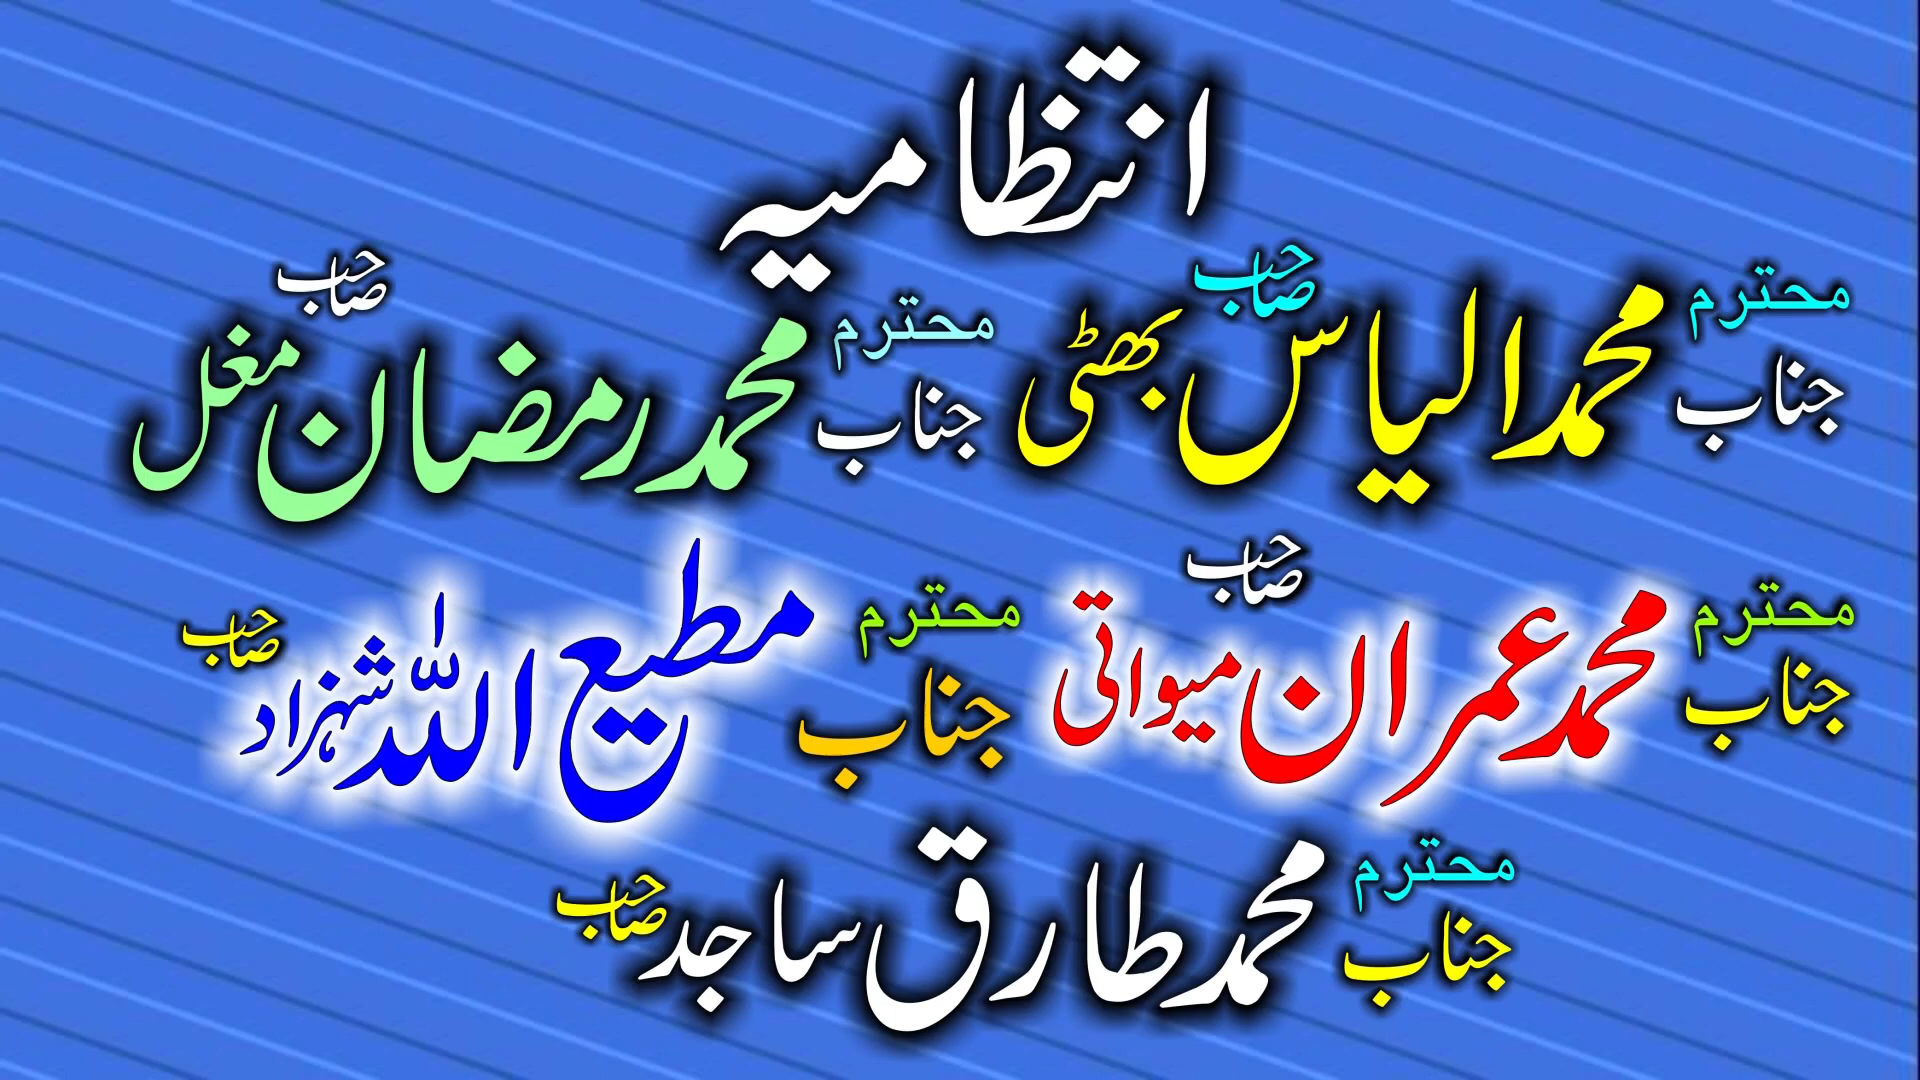 انتظامیہ
محترم جناب محمد الیاس بھٹی صاحب
محترم جناب محمد رمضان مغل صاحب
محترم جناب محمد عمران میواتی صاحب
محترم جناب مطیع اللہ شہزاد صاحب
محترم جناب محمد طارق ساجد صاحب